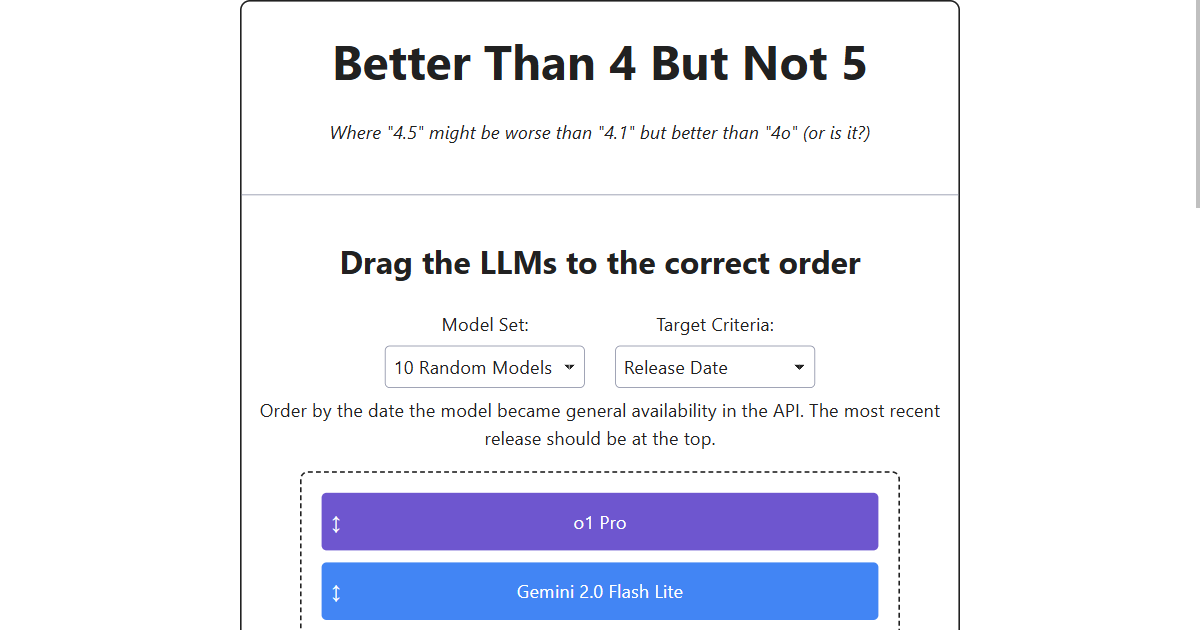 Better Than 4 But Not 5
Where "4.5" might be worse than "4.1" but better than "4o" (or is it?)
Drag the LLMs to the correct order
Model Set:
Target Criteria:
10 Random Models
Release Date
Order by the date the model became general availability in the API. The most recent
release should be at the top.
o1 Pro
Gemini 2.0 Flash Lite